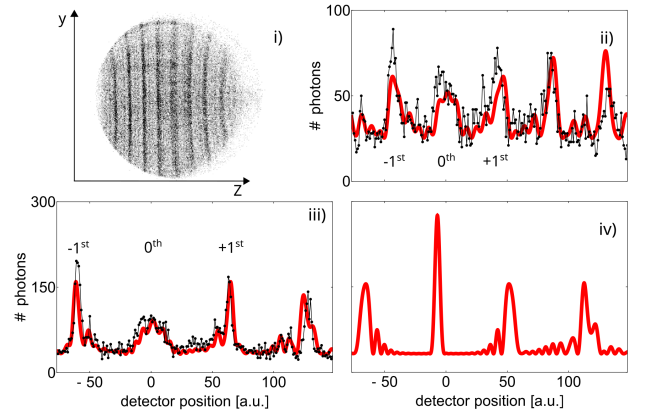 y
i)
z
100
ii)
# photons
50
-1st
0th
+1st
0
300
iii)
-1st
0th
+1st
# photons
150
0
- 50
0
50
100
detector position [a.u.]
iv)
- 50
0
50
100
detector position [a.u.]